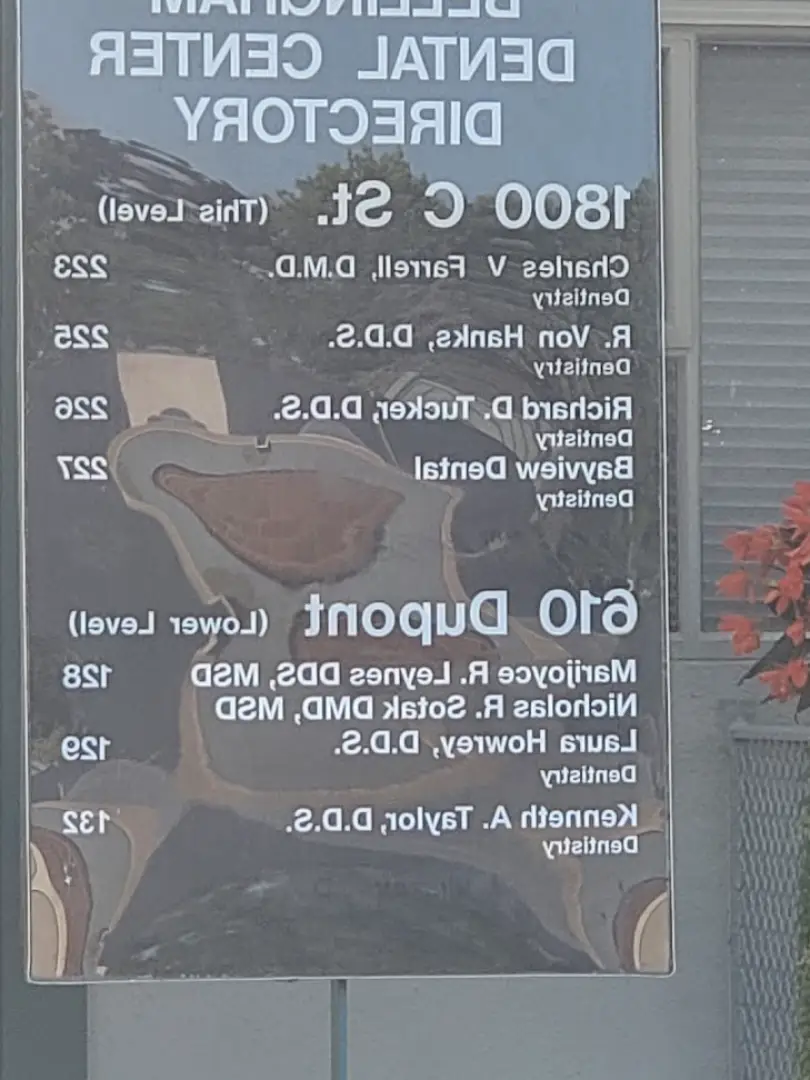 BELLINGHAM
DENTAL CENTER
DIRECTORY
1800 C St. (This Level)
Charles V Farrell, D.M.D. 223
Dentistry
R. Von Hanks, D.D.S. 225
Dentistry
Richard D. Tucker, D.D.S. 226
Dentistry
Bayview Dental 227
Dentistry
610 Dupont (Lower Level)
Marijoyce R. Leynes DDS, MSD 128
Nicholas R. Sotak DMD, MSD
Laura Howrey, D.D.S. 129
Dentistry
Kenneth A. Taylor, D.D.S. 132
Dentistry